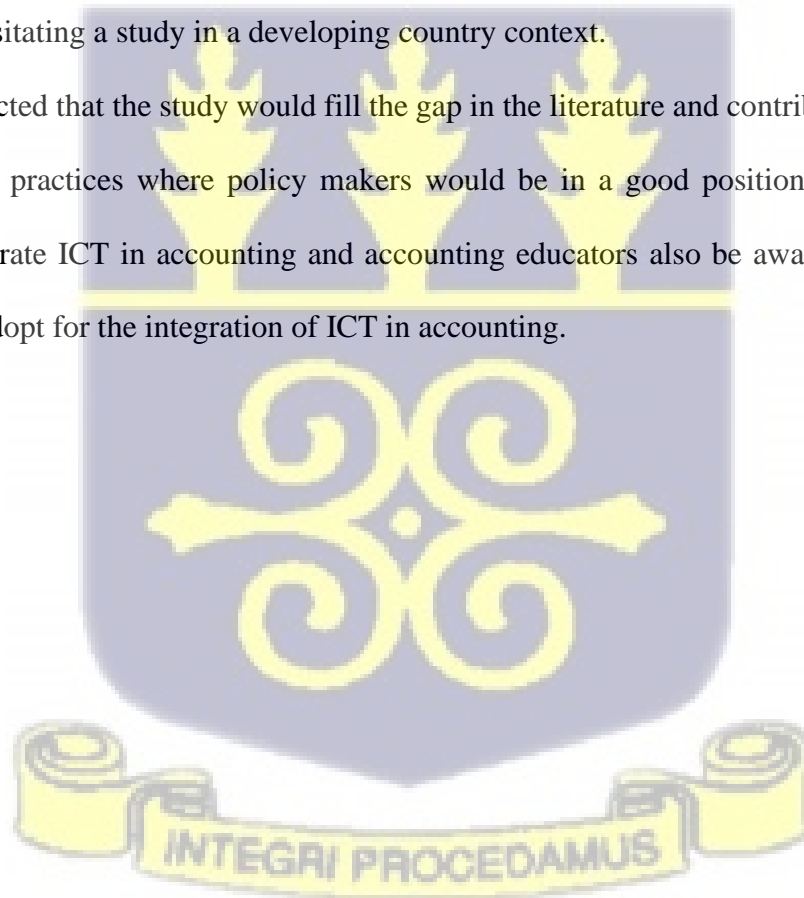 sitating a study in a developing country context.
cted that the study would fill the gap in the literature and contrib
practices where policy makers would be in a good position
rate ICT in accounting and accounting educators also be awa
dopt for the integration of ICT in accounting.
INTEGRI PROCEDAMUS